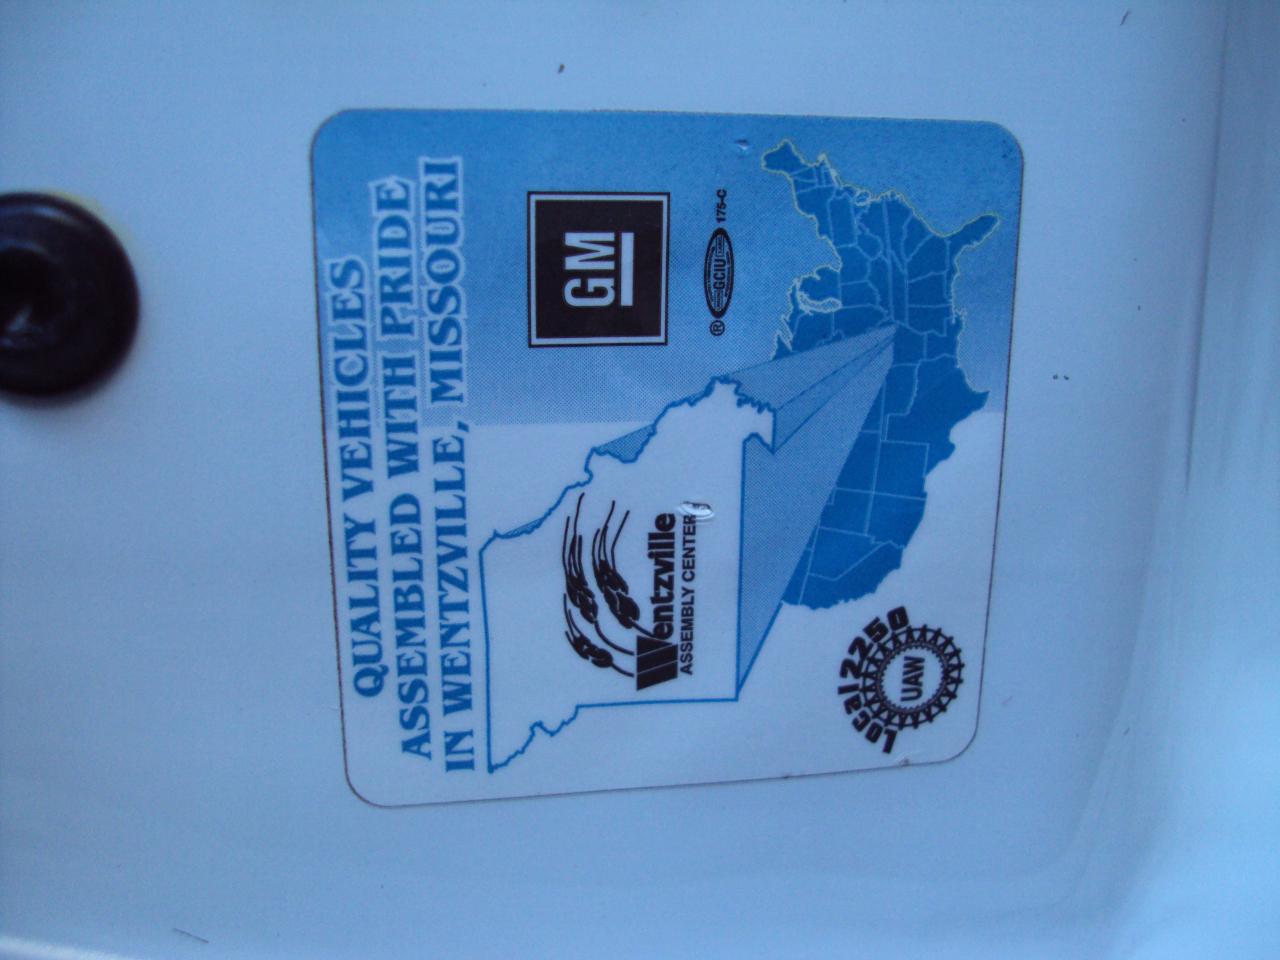 QUALITY VEHICLES
ASSEMBLED WITH PRIDE
IN WENTZVILLE, MISSOURI
GM
GCIU
® 175-C
Wentzville
ASSEMBLY CENTER
Local 2250
UAW